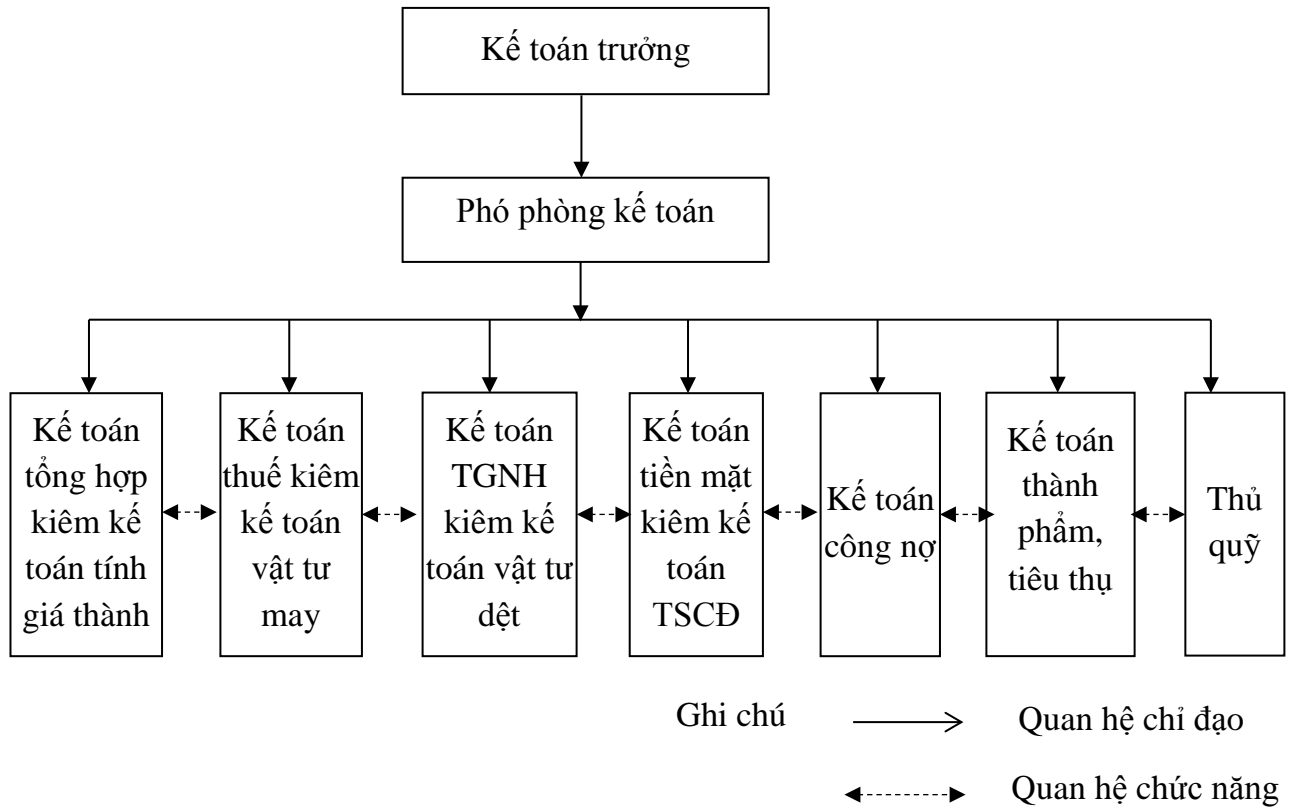 Kế toán trưởng
Phó phòng kế toán
Kế toán
tổng hợp
kiêm kế
toán tính
giá thành
Kế toán
thuế kiêm
kế toán
vật tư
may
Kế toán
TGNH
kiêm kế
toán vật tư
dệt
Kế toán
tiền mặt
kiêm kế
toán
TSCĐ
Kế toán
công nợ
Kế toán
thành
phẩm,
tiêu thụ
Thủ
quỹ
Ghi chú
Quan hệ chỉ đạo
Quan hệ chức năng